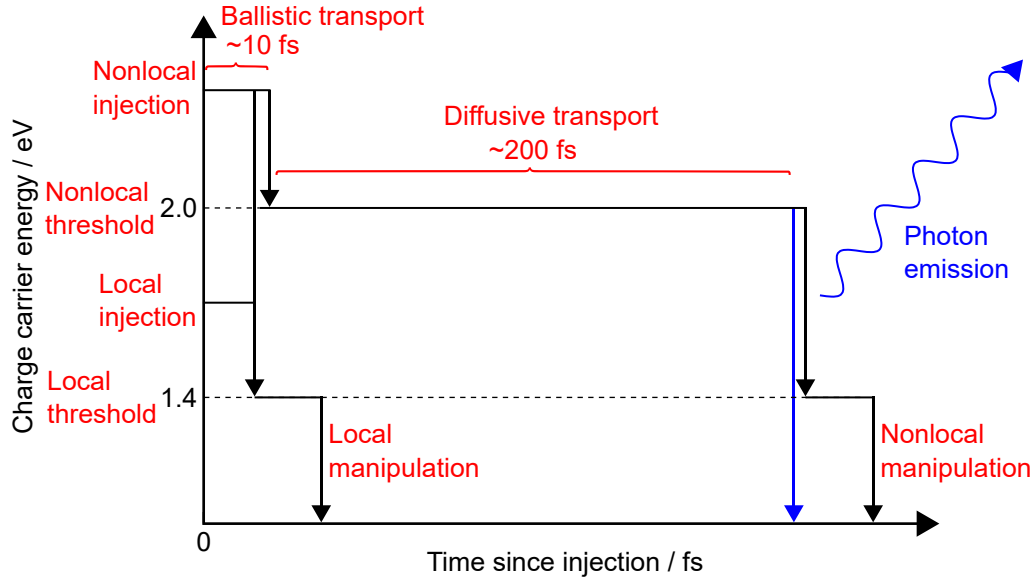 Ballistic transport
~10 fs
Nonlocal
injection
Diffusive transport
~200 fs
Nonlocal
threshold
2.0
Photon
emission
Local
injection
Local
threshold
1.4
Local
manipulation
Nonlocal
manipulation
Charge carrier energy / eV
0
Time since injection / fs